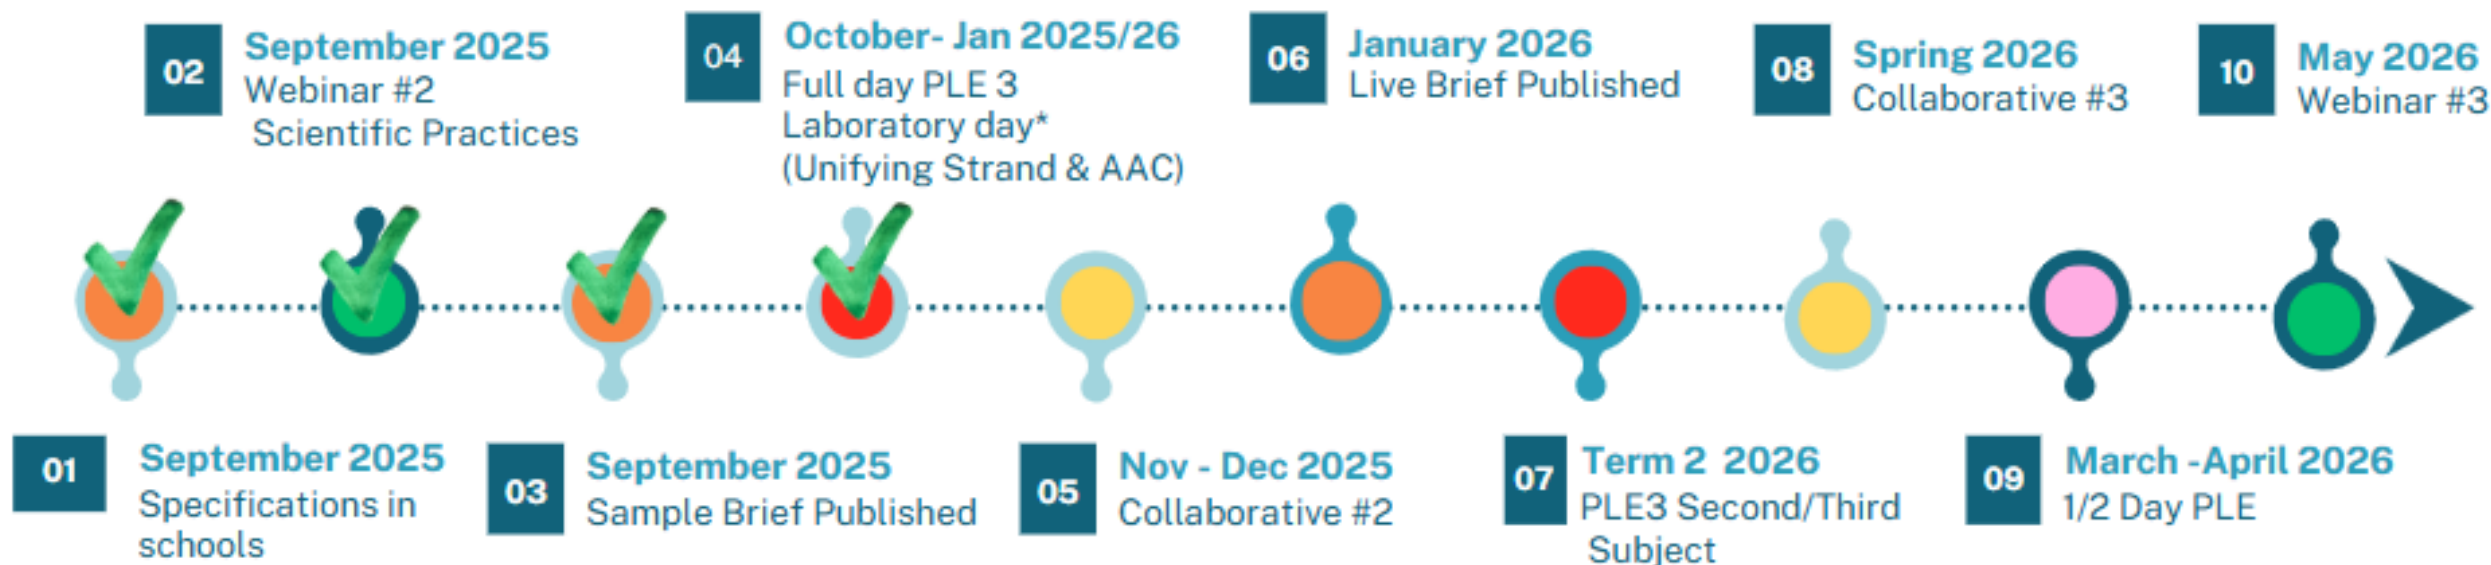 02
September 2025
Webinar #2
Scientific Practices
04
October- Jan 2025/26
Full day PLE 3
Laboratory day*
(Unifying Strand & AAC)
06
January 2026
Live Brief Published
08
Spring 2026
Collaborative #3
10
May 2026
Webinar #3
01
September 2025
Specifications in
schools
03
September 2025
Sample Brief Published
05
Nov - Dec 2025
Collaborative #2
07
Term 2 2026
PLE3 Second/Third
Subject
09
March -April 2026
1/2 Day PLE